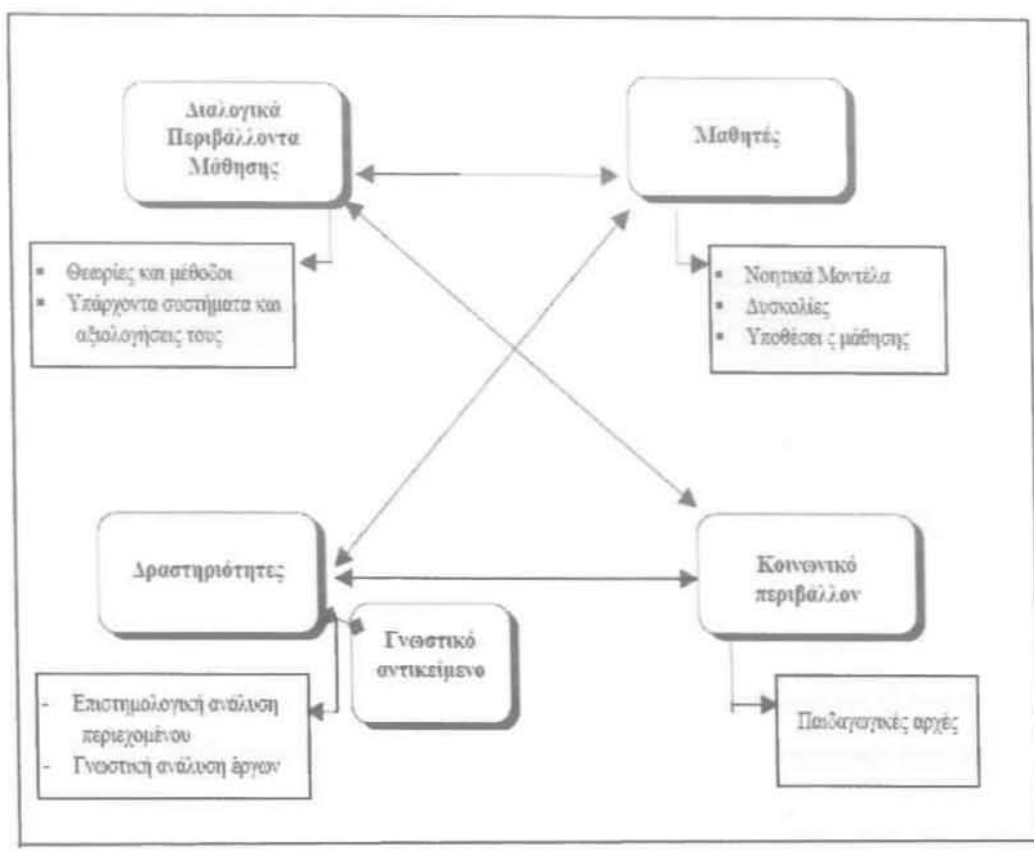 Διαλογικά
Περιβάλλοντα
Μάθησης
Μαθητές
▪ Θεωρίες και μέθοδοι
▪ Υπάρχοντα συστήματα και
αξιολογήσεις τους
▪ Νοητικά Μοντέλα
▪ Δυσκολίες
▪ Υποθέσει ς μάθησης
Δραστηριότητες
Κοινωνικό
περιβάλλον
Γνωστικό
αντικείμενο
- Επιστημολογική ανάλυση
περιεχομένου
- Γνωστική ανάλυση έργων
Παιδαγωγικές αρχές